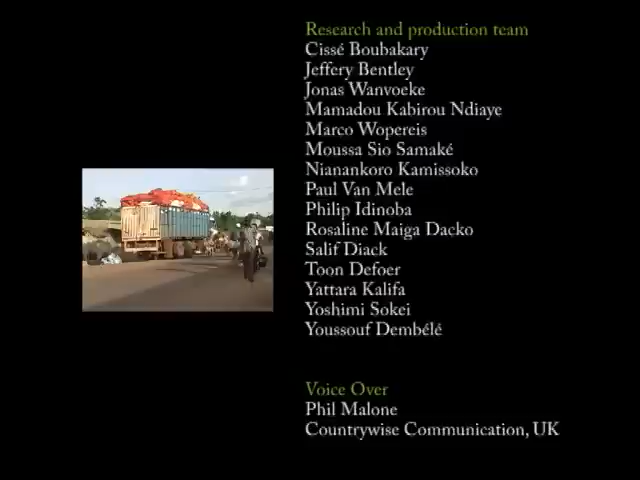 Research and production team
Cissé Boubakary
Jeffery Bentley
Jonas Wanvoeke
Mamadou Kabirou Ndiaye
Marco Wopereis
Moussa Sio Samaké
Nianankoro Kamissoko
Paul Van Mele
Philip Idinoba
Rosaline Maiga Dacko
Salif Diack
Toon Defoer
Yattara Kalifa
Yoshimi Sokei
Youssouf Dembélé
Voice Over
Phil Malone
Countrywise Communication, UK